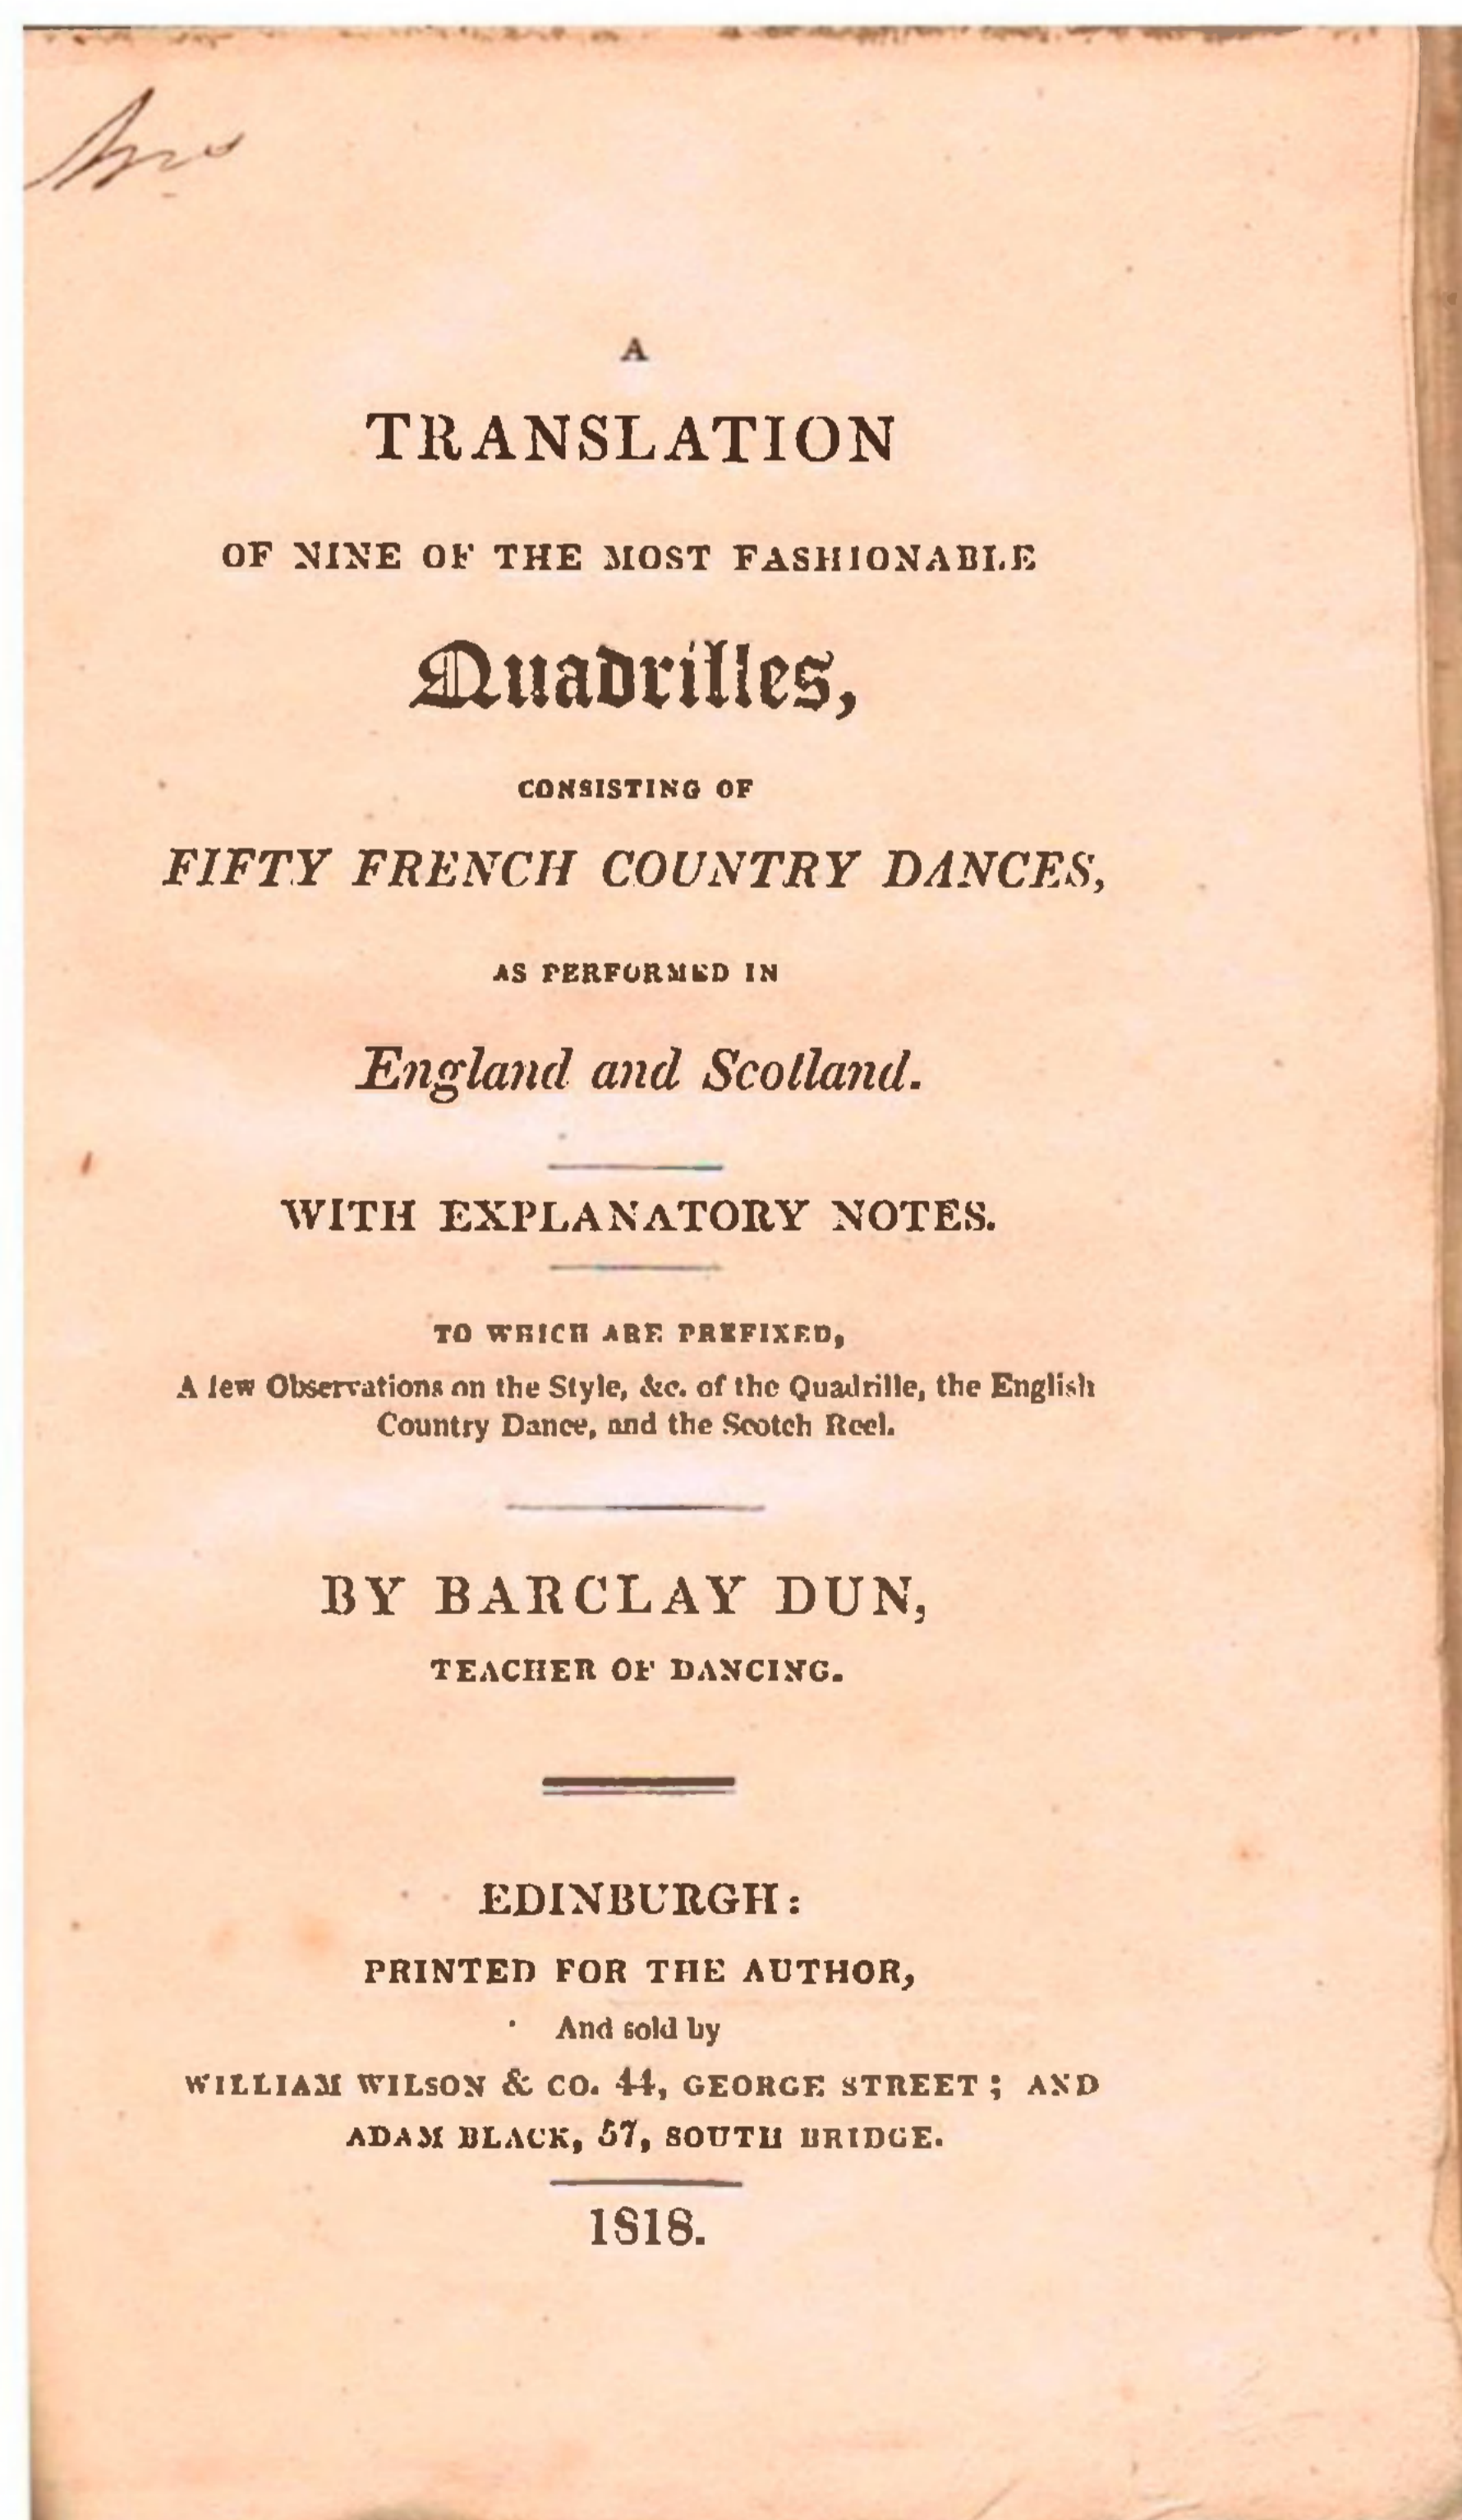 A
TRANSLATION
OF NINE OF THE MOST FASHIONABLE
Quadrilles,
CONSISTING OF
FIFTY FRENCH COUNTRY DANCES,
AS PERFORMED IN
England and Scotland.
WITH EXPLANATORY NOTES.
TO WHICH ARE PREFIXED,
A few Observations on the Style, &c. of the Quadrille, the English
Country Dance, and the Scotch Reel.
BY BARCLAY DUN,
TEACHER OF DANCING.
EDINBURGH:
PRINTED FOR THE AUTHOR,
And sold by
WILLIAM WILSON & CO. 44, GEORGE STREET; AND
ADAM BLACK, 57, SOUTH BRIDGE.
1818.